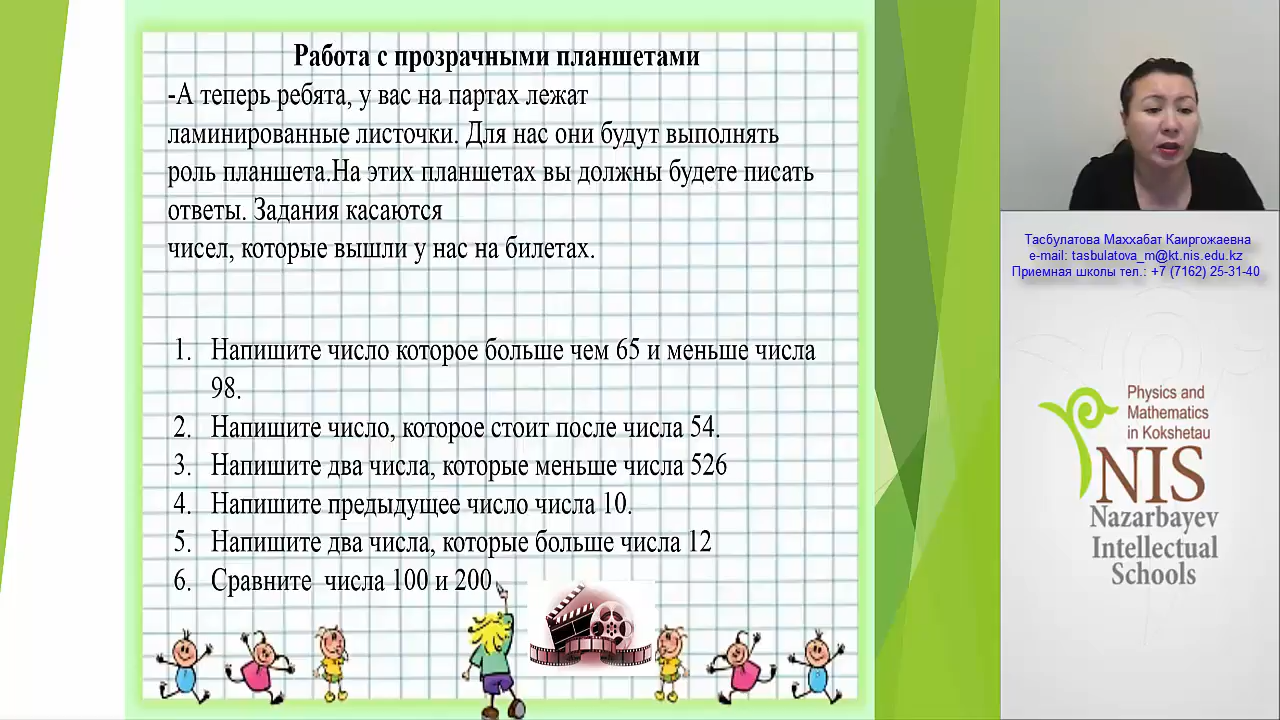 Работа с прозрачными планшетами
-А теперь ребята, у вас на партах лежат
ламинированные листочки. Для нас они будут выполнять
роль планшета.На этих планшетах вы должны будете писать
ответы. Задания касаются
чисел, которые вышли у нас на билетах.
1. Напишите число которое больше чем 65 и меньше числа
98.
2. Напишите число, которое стоит после числа 54.
3. Напишите два числа, которые меньше числа 526
4. Напишите предыдущее число числа 10.
5. Напишите два числа, которые больше числа 12
6. Сравните числа 100 и 200
Тасбулатова Маххабат Каиргожаевна
e-mail: tasbulatova_m@kt.nis.edu.kz
Приемная школы тел.: +7 (7162) 25-31-40
Physics and
Mathematics
in Kokshetau
NIS
Nazarbayev
Intellectual
Schools